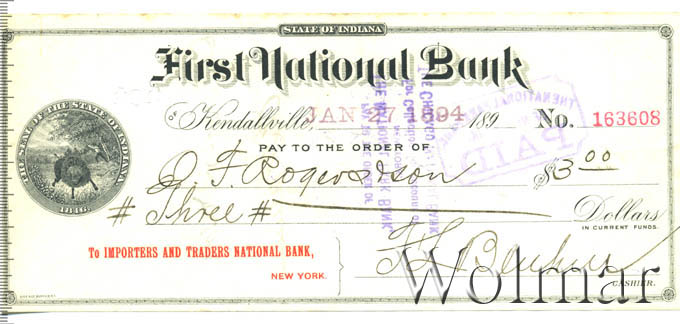 STATE OF INDIANA
First National Bank
Kendallville, JAN 27 1894 189 No. 163608
PAY TO THE ORDER OF
O. F. Rogers & son $3.00
# Three # Dollars
IN CURRENT FUNDS.
To IMPORTERS AND TRADERS NATIONAL BANK,
NEW YORK.
CASHIER.
THE SEAL OF THE STATE OF INDIANA
1816
PAID
Wolmar